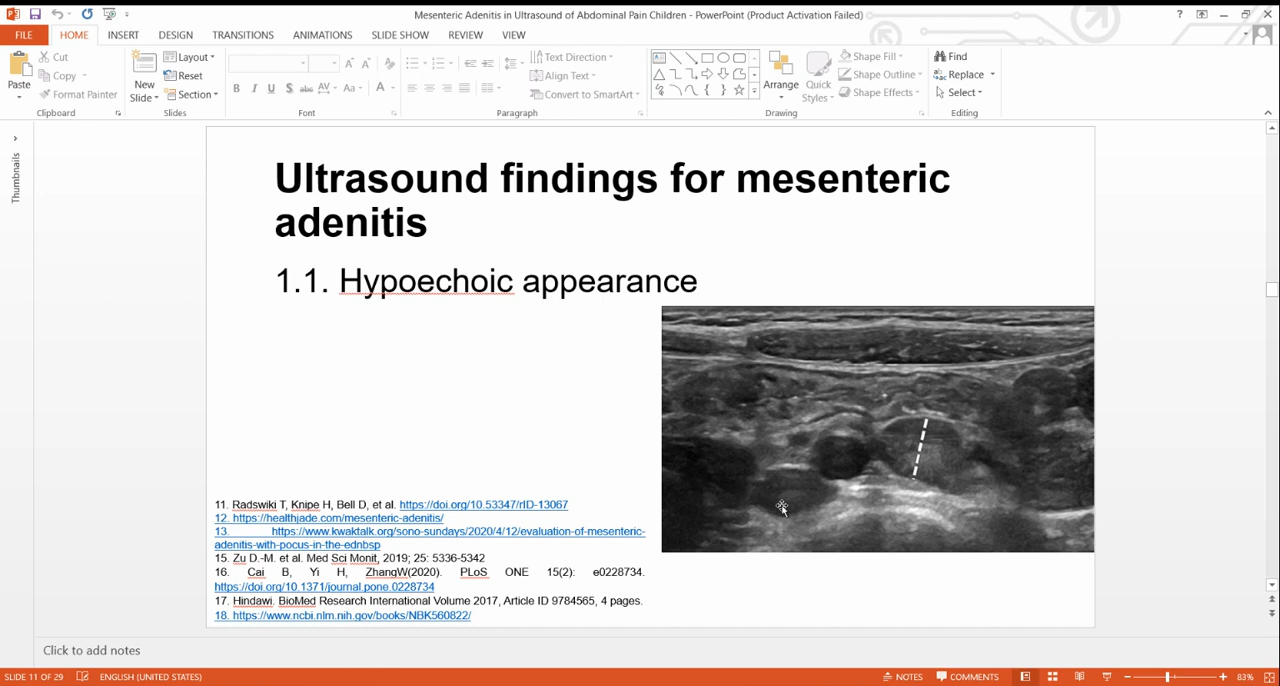 Mesenteric Adenitis in Ultrasound of Abdominal Pain Children - PowerPoint (Product Activation Failed)
FILE HOME INSERT DESIGN TRANSITIONS ANIMATIONS SLIDE SHOW REVIEW VIEW
Paste
Cut
Copy
Format Painter
Clipboard
New Slide
Layout
Reset
Section
Slides
Font
Text Direction
Align Text
Convert to SmartArt
Paragraph
Arrange
Quick Styles
Shape Fill
Shape Outline
Shape Effects
Drawing
Find
Replace
Select
Editing
Thumbnails
Ultrasound findings for mesenteric
adenitis
1.1. Hypoechoic appearance
11. Radswiki T, Knipe H, Bell D, et al. https://doi.org/10.53347/rID-13067
12. https://healthjade.com/mesenteric-adenitis/
13. https://www.kwaktalk.org/sono-sundays/2020/4/12/evaluation-of-mesenteric-
adenitis-with-pocus-in-the-ednbsp
15. Zu D.-M. et al. Med Sci Monit, 2019; 25: 5336-5342
16. Cai B, Yi H, ZhangW(2020). PLoS ONE 15(2): e0228734.
https://doi.org/10.1371/journal.pone.0228734
17. Hindawi. BioMed Research International Volume 2017, Article ID 9784565, 4 pages.
18. https://www.ncbi.nlm.nih.gov/books/NBK560822/
Click to add notes
SLIDE 11 OF 29 ENGLISH (UNITED STATES) NOTES COMMENTS 83%